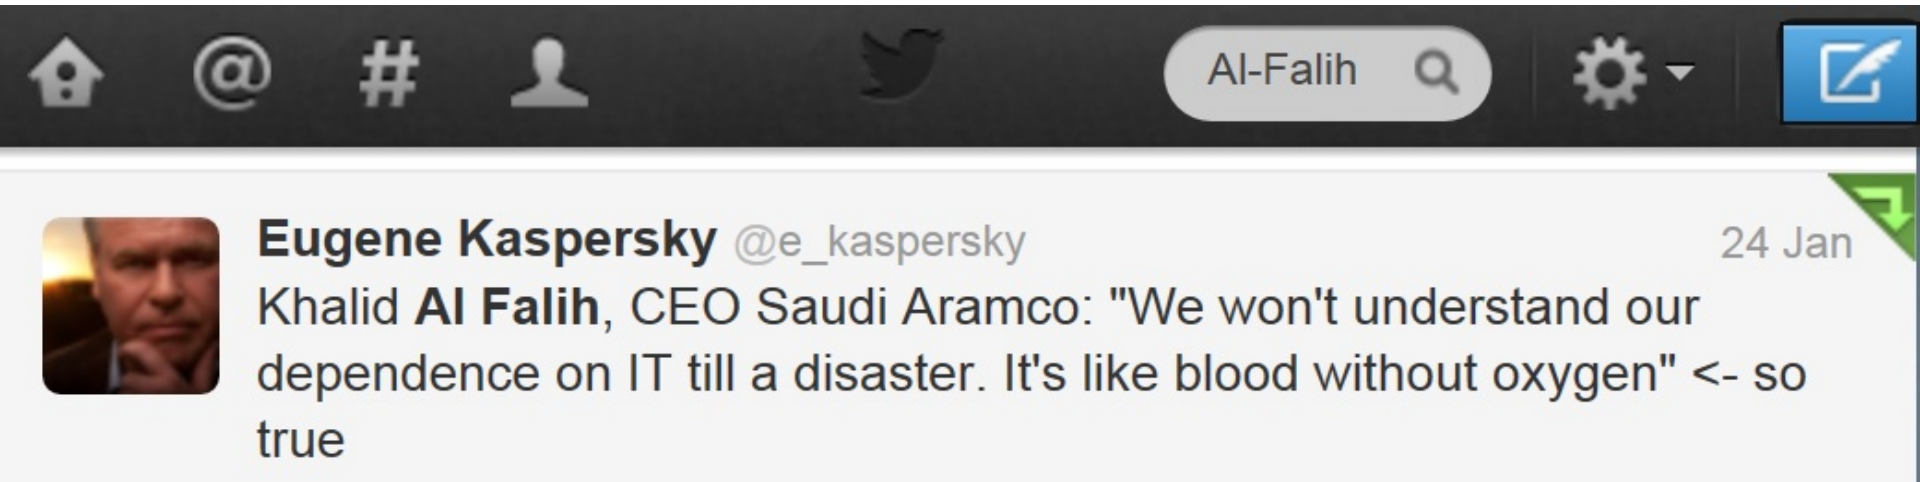 Al-Falih
Eugene Kaspersky @e_kaspersky 24 Jan
Khalid Al Falih, CEO Saudi Aramco: "We won't understand our
dependence on IT till a disaster. It's like blood without oxygen" <- so
true